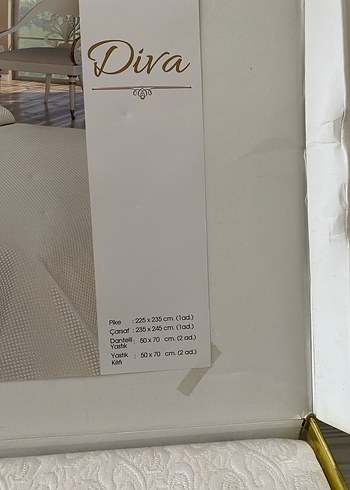 Diva
Pike : 225 x 235 cm. (1ad.)
Çarşaf : 235 x 245 cm. (1ad.)
Dantelli : 50 x 70 cm. (2 ad.)
Yastık
Yastık : 50 x 70 cm. (2 ad.)
Kılıfı